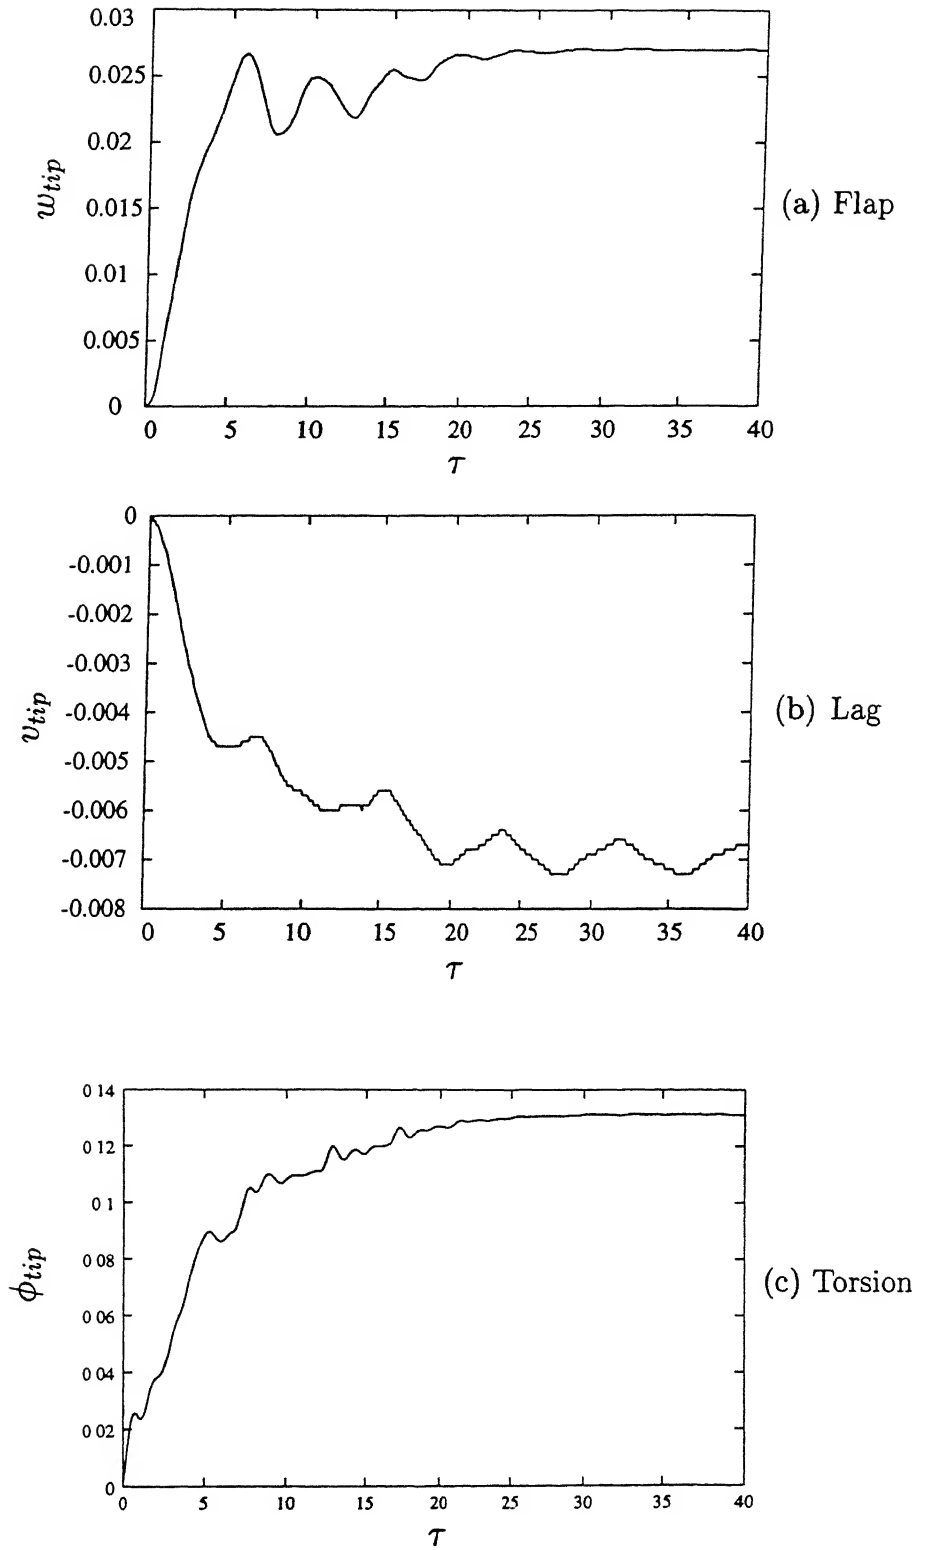 0.03
0.025
0.02
0.015
0.01
0.005
0
w_tip
(a) Flap
0 5 10 15 20 25 30 35 40
τ
0
-0.001
-0.002
-0.003
-0.004
-0.005
-0.006
-0.007
-0.008
v_tip
(b) Lag
0 5 10 15 20 25 30 35 40
τ
0 14
0 12
0 1
0 08
0 06
0 04
0 02
0
ϕ_tip
(c) Torsion
0 5 10 15 20 25 30 35 40
τ